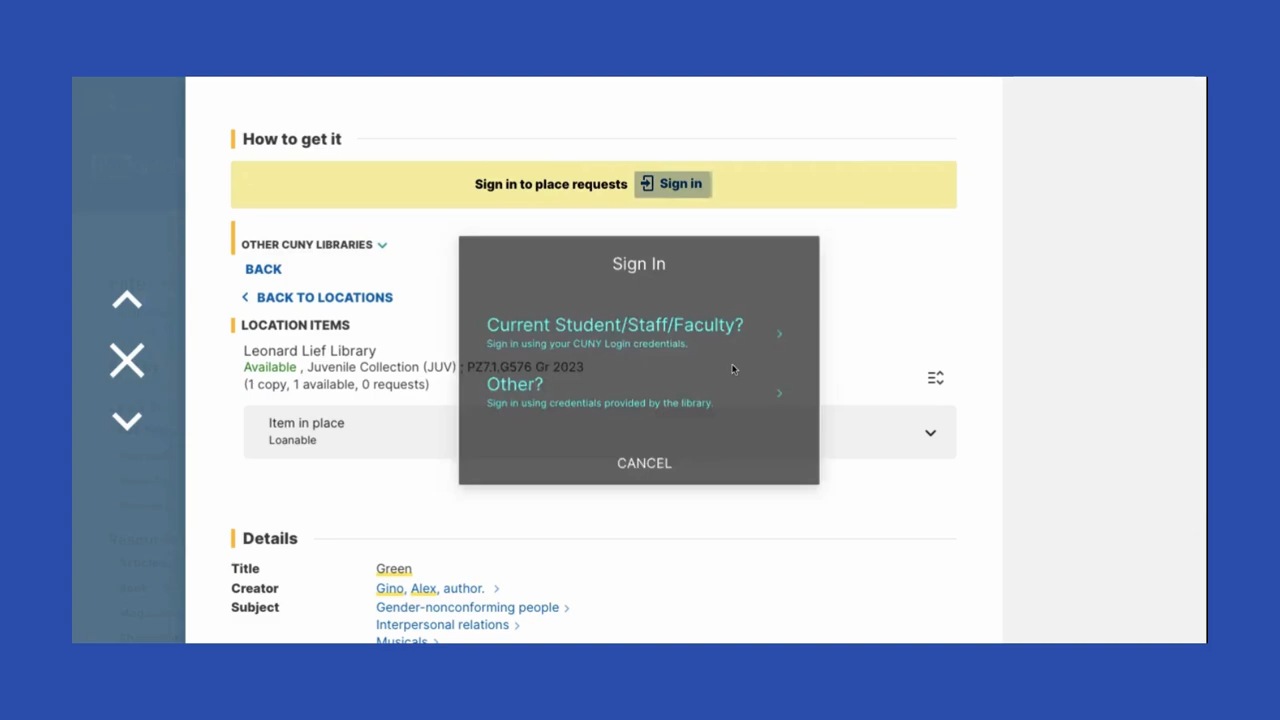 How to get it
Sign in to place requests Sign in
OTHER CUNY LIBRARIES
BACK
BACK TO LOCATIONS
LOCATION ITEMS
Leonard Lief Library
Available , Juvenile Collection (JUV) ; PZ7.1.G576 Gr 2023
(1 copy, 1 available, 0 requests)
Item in place
Loanable
Sign In
Current Student/Staff/Faculty?
Sign in using your CUNY Login credentials.
Other?
Sign in using credentials provided by the library.
CANCEL
Details
Title Green
Creator Gino, Alex, author.
Subject Gender-nonconforming people
Interpersonal relations
Musicals